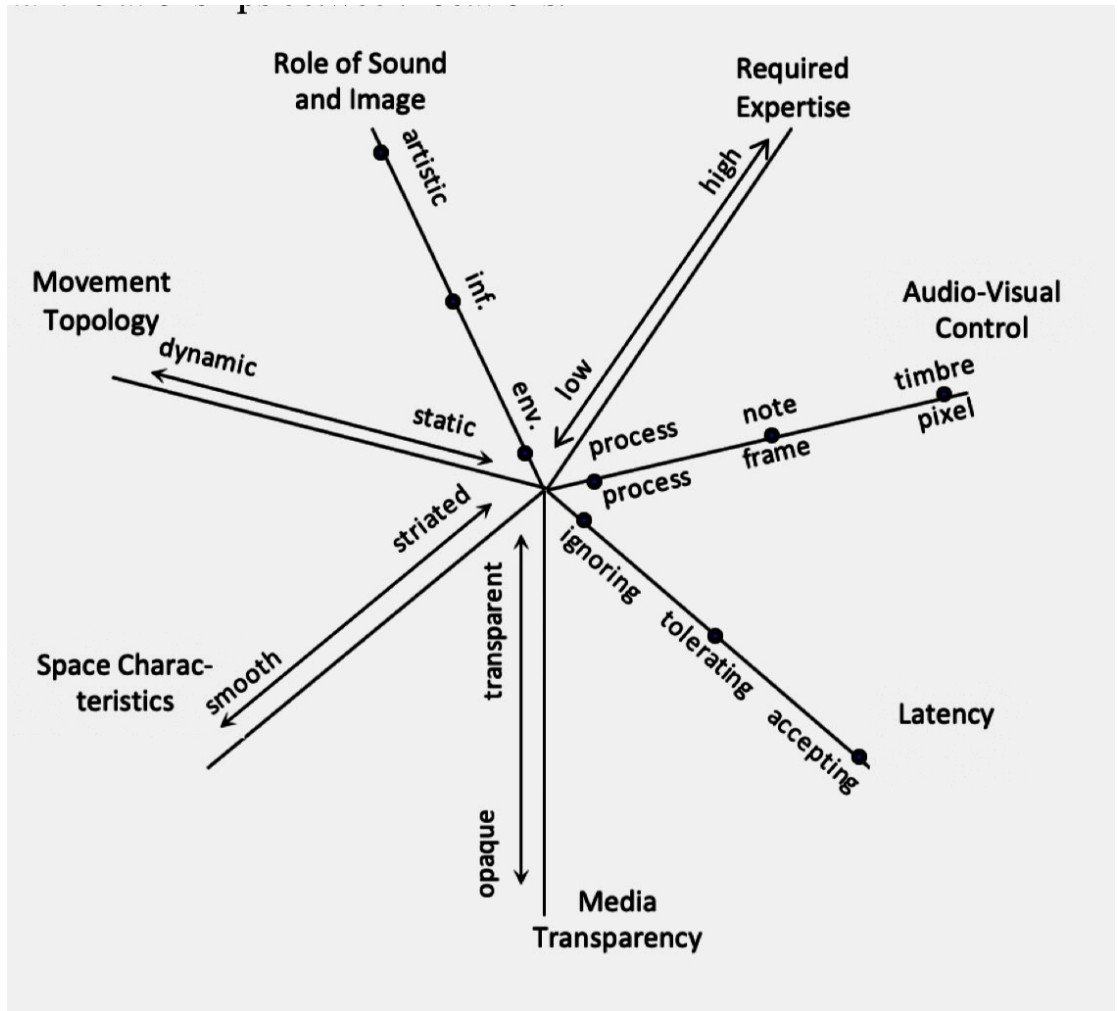 Role of Sound
and Image
Required
Expertise
artistic
high
inf.
Movement
Topology
Audio-Visual
Control
dynamic
low
env.
static
timbre
pixel
note
frame
process
process
striated
ignoring
transparent
tolerating
Space Charac-
teristics
smooth
accepting
Latency
opaque
Media
Transparency